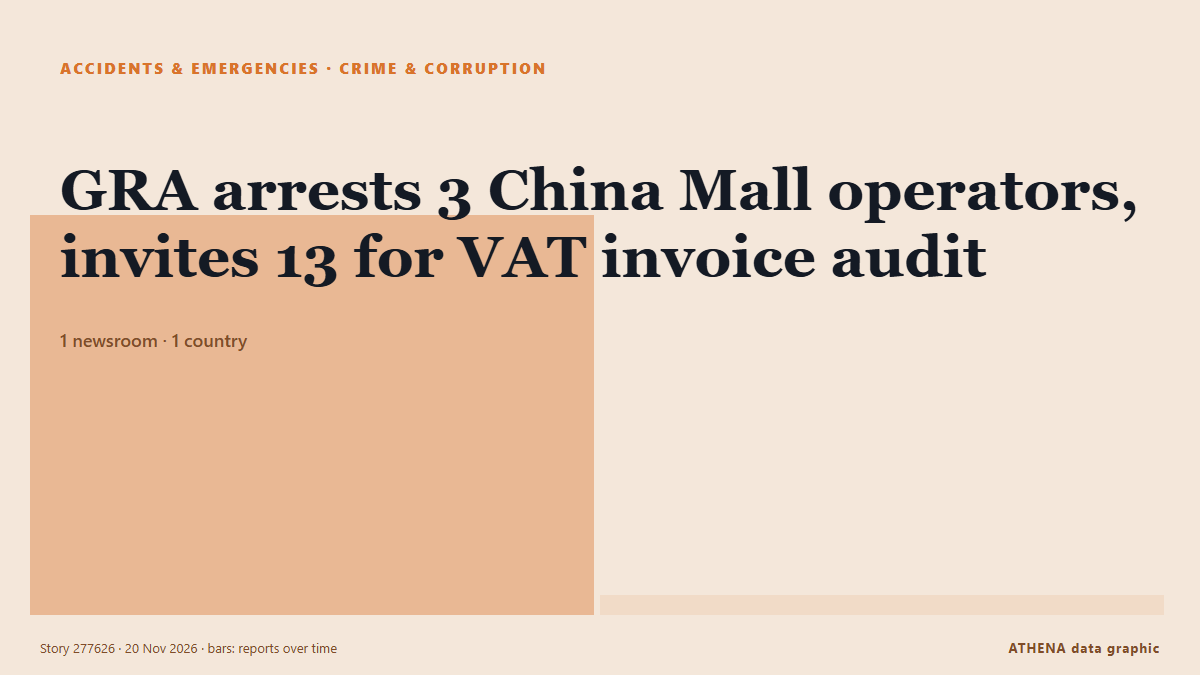 ACCIDENTS & EMERGENCIES · CRIME & CORRUPTION
GRA arrests 3 China Mall operators,
invites 13 for VAT invoice audit
1 newsroom · 1 country
Story 277626 · 20 Nov 2026 · bars: reports over time
ATHENA data graphic